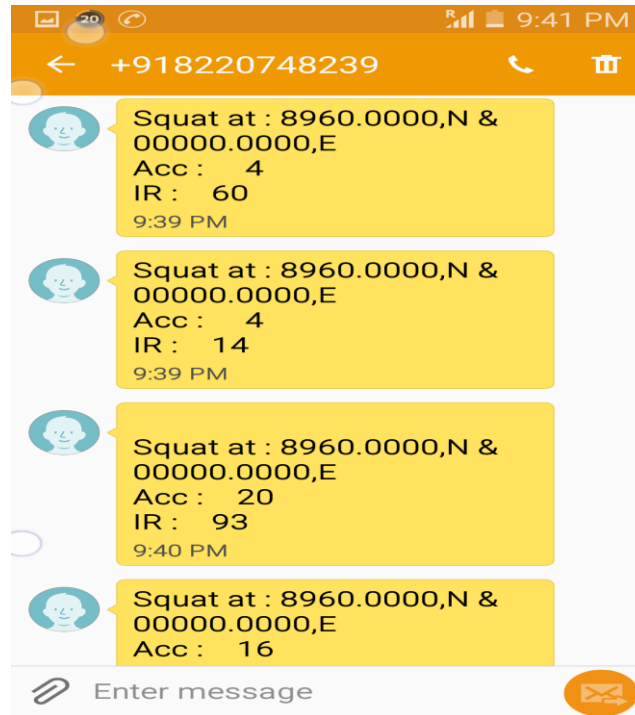 20 R 9:41 PM
+918220748239
Squat at : 8960.0000,N &
00000.0000,E
Acc : 4
IR : 60
9:39 PM
Squat at : 8960.0000,N &
00000.0000,E
Acc : 4
IR : 14
9:39 PM
Squat at : 8960.0000,N &
00000.0000,E
Acc : 20
IR : 93
9:40 PM
Squat at : 8960.0000,N &
00000.0000,E
Acc : 16
Enter message